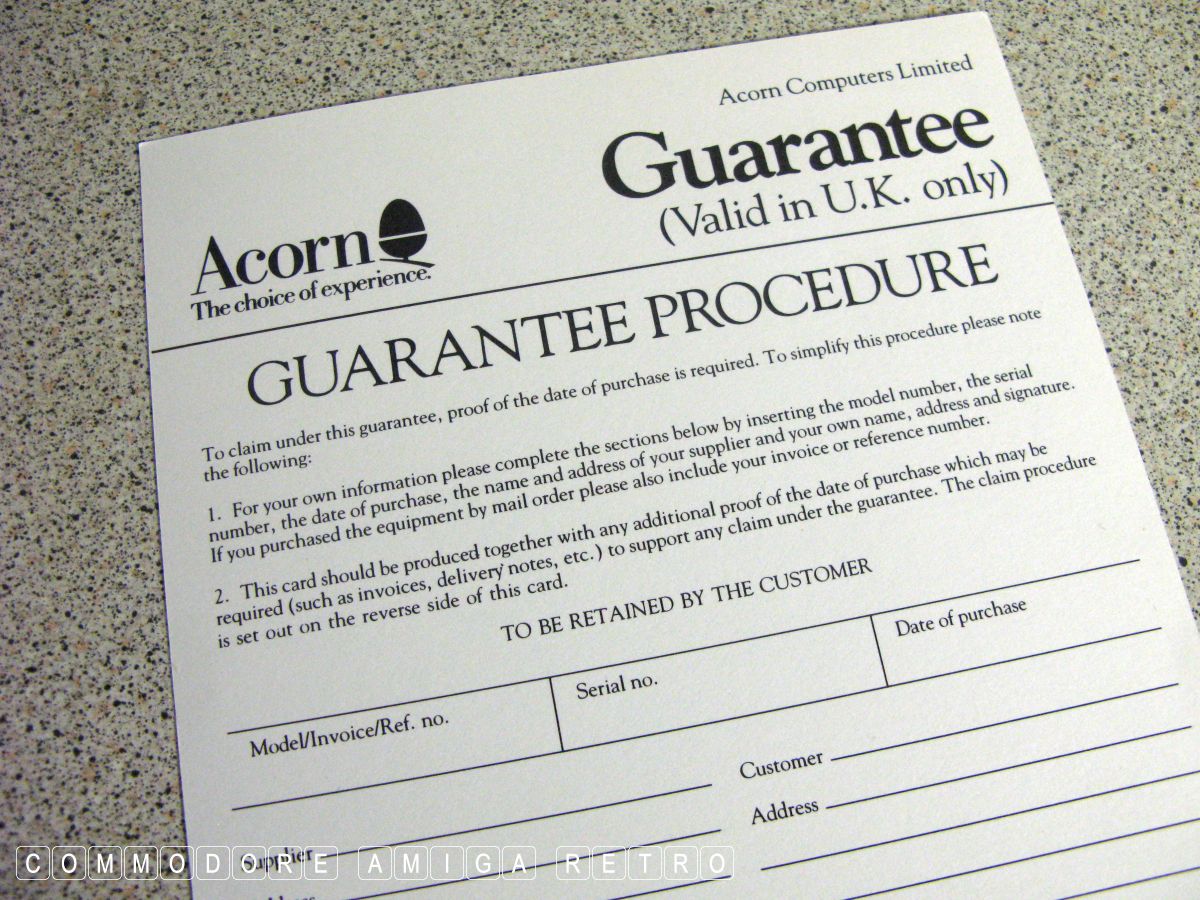 Acorn Computers Limited
Guarantee
(Valid in U.K. only)
Acorn
The choice of experience.
GUARANTEE PROCEDURE
To claim under this guarantee, proof of the date of purchase is required. To simplify this procedure please note
the following:
1. For your own information please complete the sections below by inserting the model number, the serial
number, the date of purchase, the name and address of your supplier and your own name, address and signature.
If you purchased the equipment by mail order please also include your invoice or reference number.
2. This card should be produced together with any additional proof of the date of purchase which may be
required (such as invoices, delivery notes, etc.) to support any claim under the guarantee. The claim procedure
is set out on the reverse side of this card.
TO BE RETAINED BY THE CUSTOMER
Model/Invoice/Ref. no.
Serial no.
Date of purchase
Customer
Address
Supplier
Address
COMMODORE AMIGA RETRO